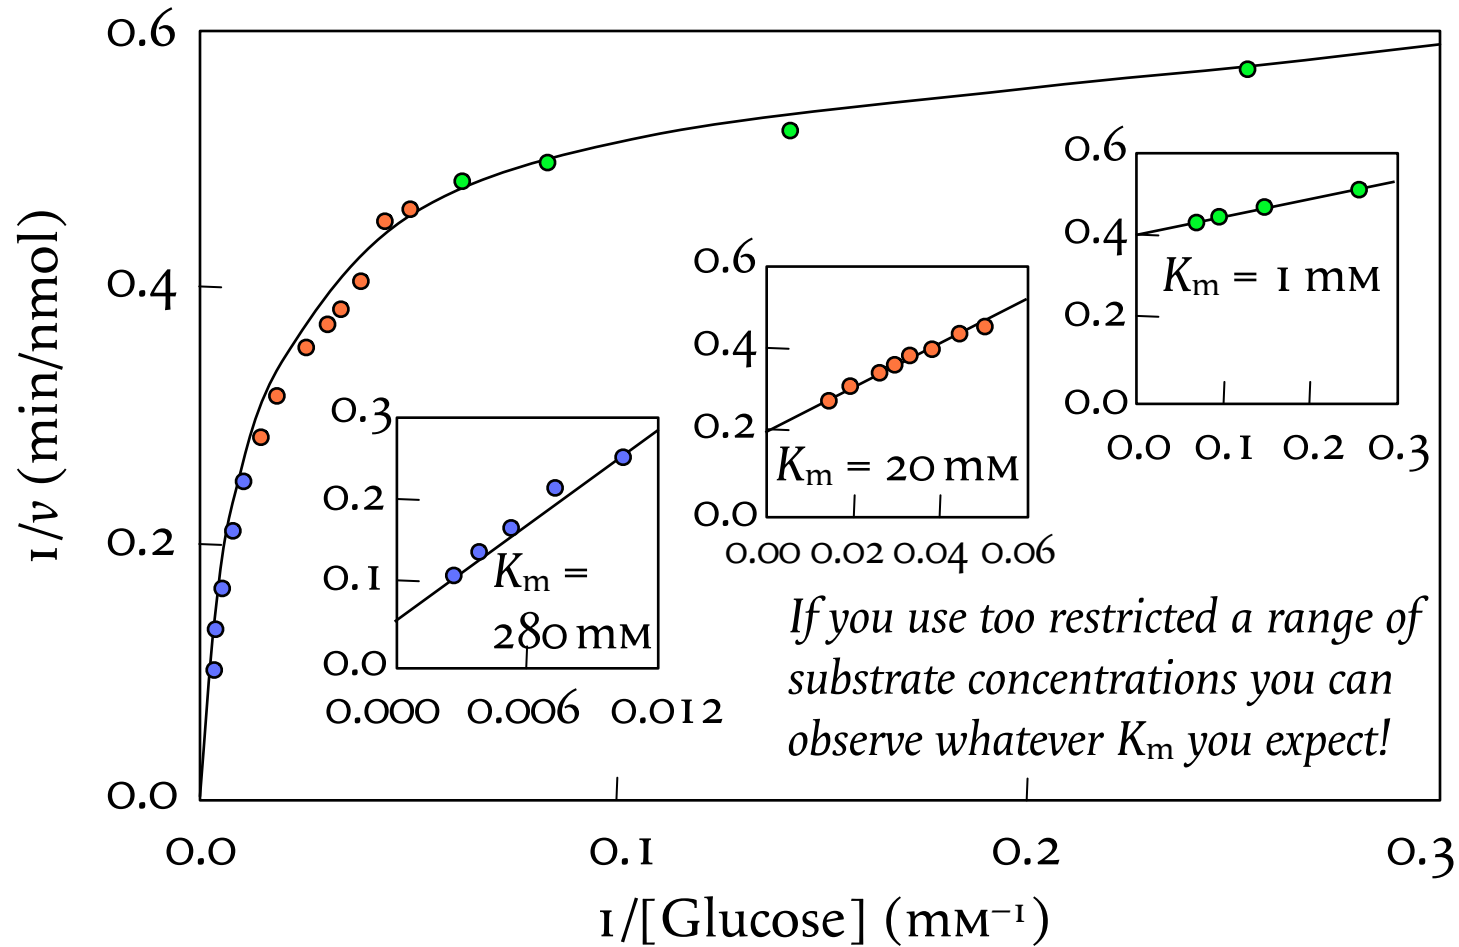 0.6
0.4
0.2
0.0
1/v (min/nmol)
0.0 0.1 0.2 0.3
1/[Glucose] (mM⁻¹)
0.3
0.2
0.1
0.0
Km =
280 mM
0.000 0.006 0.012
0.6
0.4
0.2
0.0
Km = 20 mM
0.00 0.02 0.04 0.06
0.6
0.4
0.2
0.0
Km = 1 mM
0.0 0.1 0.2 0.3
If you use too restricted a range of
substrate concentrations you can
observe whatever Km you expect!